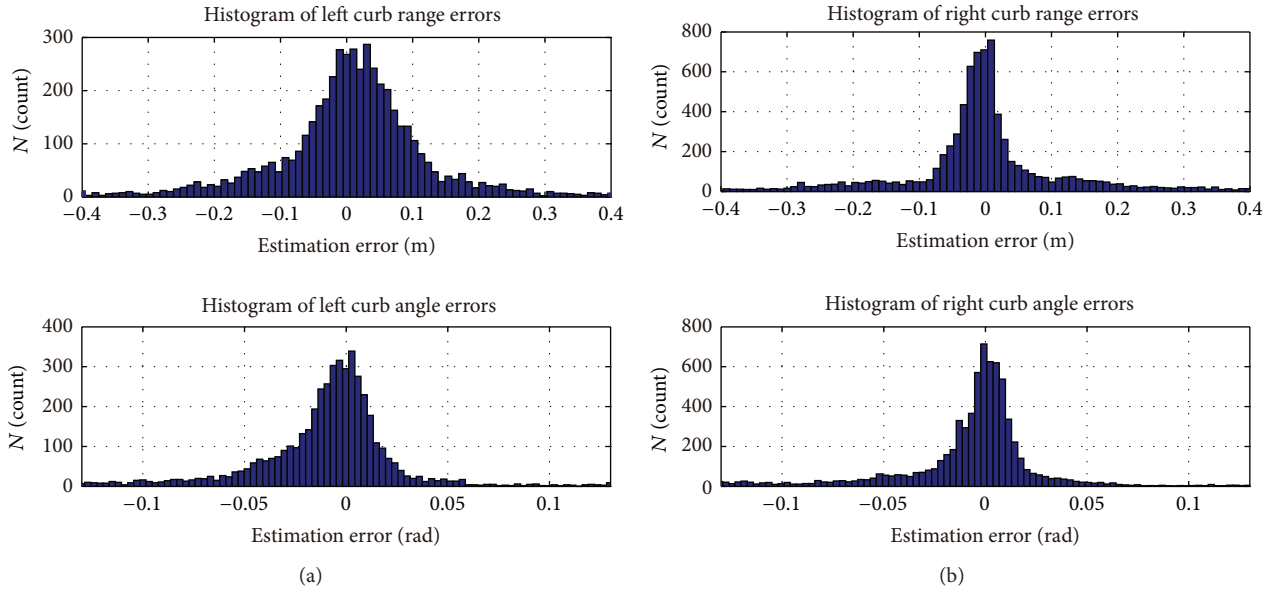 Histogram of left curb range errors
300
200
100
0
N (count)
−0.4 −0.3 −0.2 −0.1 0 0.1 0.2 0.3 0.4
Estimation error (m)
Histogram of left curb angle errors
400
300
200
100
0
N (count)
−0.1 −0.05 0 0.05 0.1
Estimation error (rad)
(a)
Histogram of right curb range errors
800
600
400
200
0
N (count)
−0.4 −0.3 −0.2 −0.1 0 0.1 0.2 0.3 0.4
Estimation error (m)
Histogram of right curb angle errors
800
600
400
200
0
N (count)
−0.1 −0.05 0 0.05 0.1
Estimation error (rad)
(b)